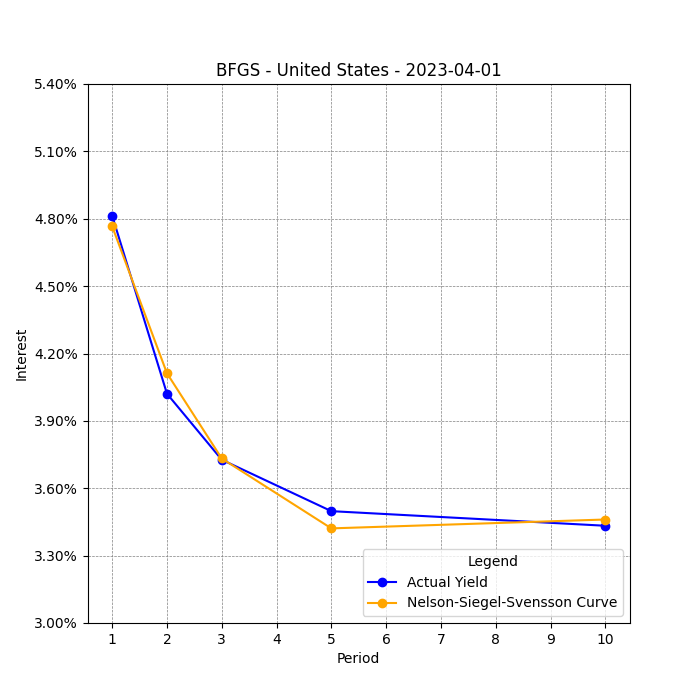 BFGS - United States - 2023-04-01
5.40%
5.10%
4.80%
4.50%
4.20%
3.90%
3.60%
3.30%
3.00%
Interest
1 2 3 4 5 6 7 8 9 10
Period
Legend
Actual Yield
Nelson-Siegel-Svensson Curve